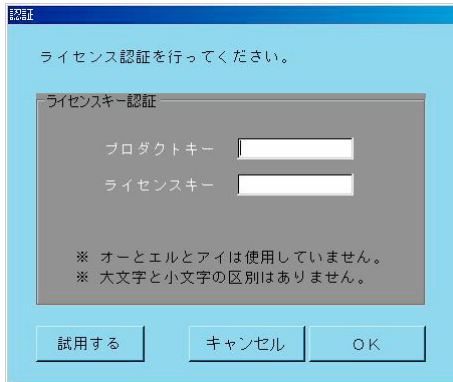 認証
ライセンス認証を行ってください。
ライセンスキー認証
プロダクトキー
ライセンスキー
※ オーとエルとアイは使用していません。
※ 大文字と小文字の区別はありません。
試用する
キャンセル
OK